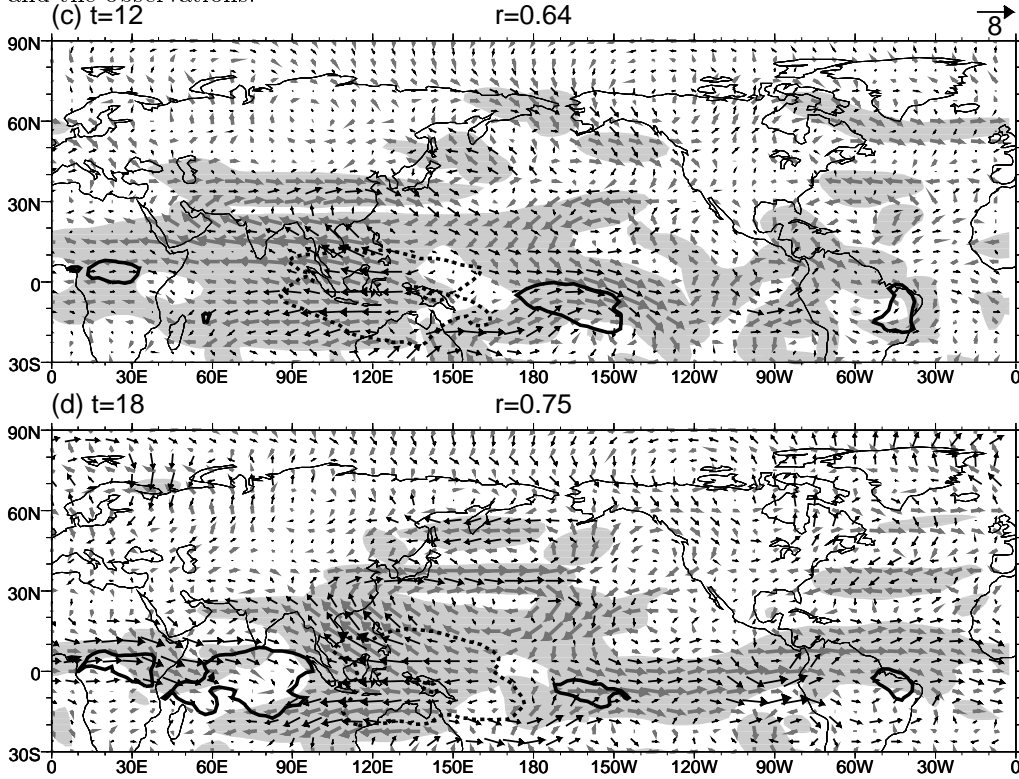 and the observations.
(c) t=12 r=0.64
8
90N
60N
30N
0
30S
0 30E 60E 90E 120E 150E 180 150W 120W 90W 60W 30W 0
(d) t=18 r=0.75
90N
60N
30N
0
30S
0 30E 60E 90E 120E 150E 180 150W 120W 90W 60W 30W 0